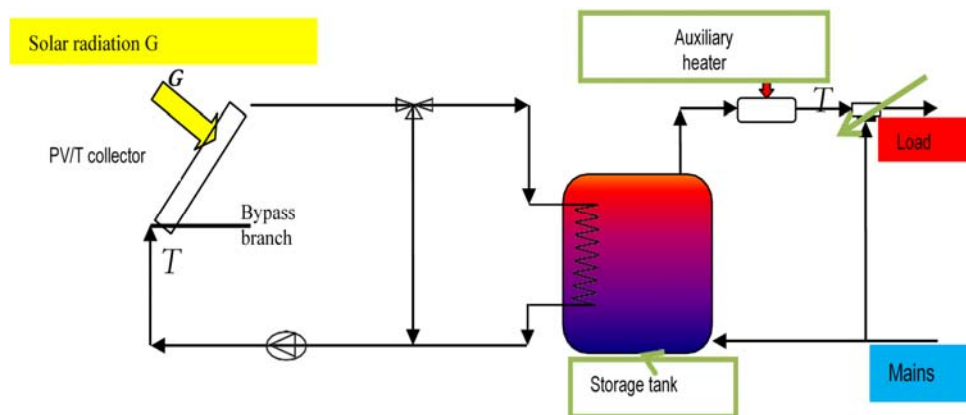 Solar radiation G
G
PV/T collector
Bypass
branch
T
Auxiliary
heater
T
Load
Storage tank
Mains